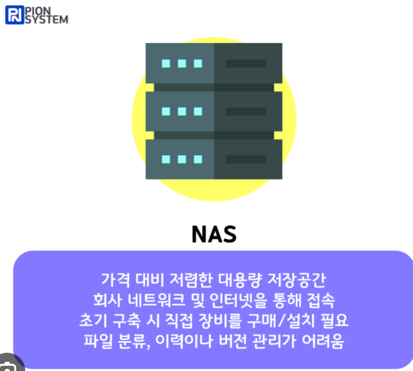 PION
SYSTEM
NAS
가격 대비 저렴한 대용량 저장공간
회사 네트워크 및 인터넷을 통해 접속
초기 구축 시 직접 장비를 구매/설치 필요
파일 분류, 이력이나 버전 관리가 어려움